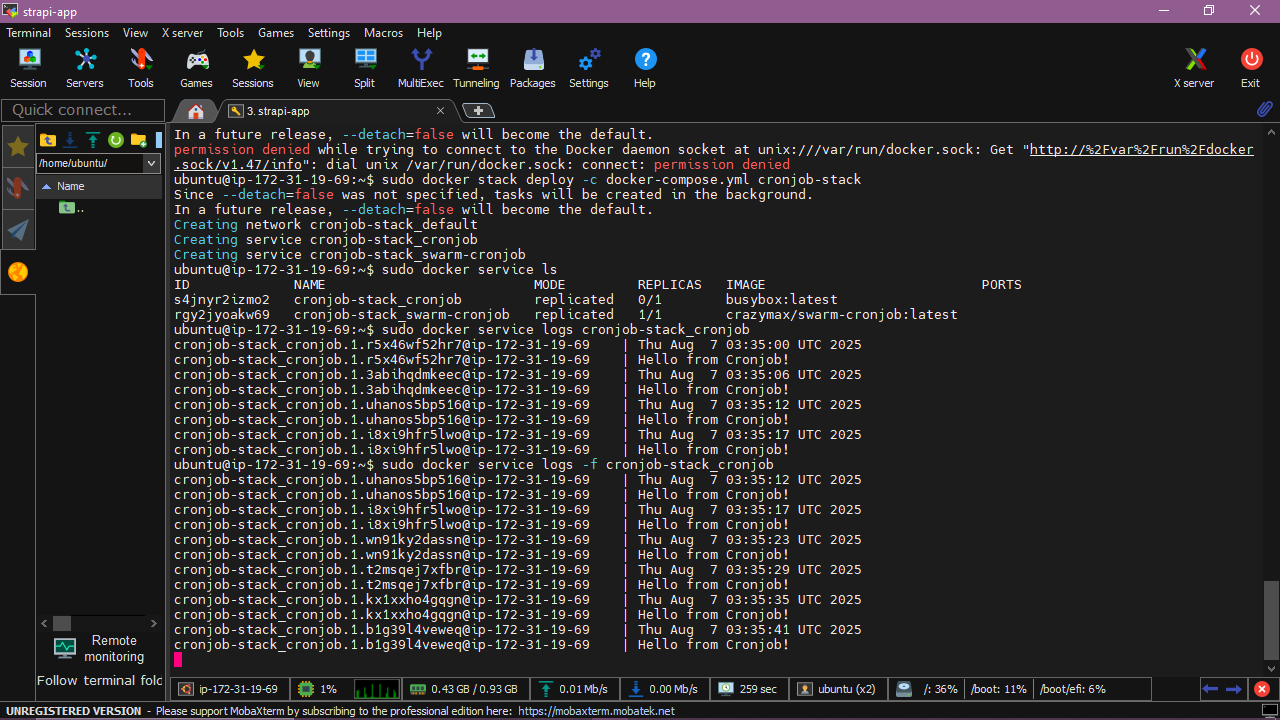 strapi-app
Terminal Sessions View X server Tools Games Settings Macros Help
Session Servers Tools Games Sessions View Split MultiExec Tunneling Packages Settings Help X server Exit
Quick connect...
3. strapi-app
/home/ubuntu/
Name
..
In a future release, --detach=false will become the default.
permission denied while trying to connect to the Docker daemon socket at unix:///var/run/docker.sock: Get "http://%2Fvar%2Frun%2Fdocker
.sock/v1.47/info": dial unix /var/run/docker.sock: connect: permission denied
ubuntu@ip-172-31-19-69:~$ sudo docker stack deploy -c docker-compose.yml cronjob-stack
Since --detach=false was not specified, tasks will be created in the background.
In a future release, --detach=false will become the default.
Creating network cronjob-stack_default
Creating service cronjob-stack_cronjob
Creating service cronjob-stack_swarm-cronjob
ubuntu@ip-172-31-19-69:~$ sudo docker service ls
ID NAME MODE REPLICAS IMAGE PORTS
s4jnyr2izmo2 cronjob-stack_cronjob replicated 0/1 busybox:latest
rgy2jyoakw69 cronjob-stack_swarm-cronjob replicated 1/1 crazymax/swarm-cronjob:latest
ubuntu@ip-172-31-19-69:~$ sudo docker service logs cronjob-stack_cronjob
cronjob-stack_cronjob.1.r5x46wf52hr7@ip-172-31-19-69 | Thu Aug 7 03:35:00 UTC 2025
cronjob-stack_cronjob.1.r5x46wf52hr7@ip-172-31-19-69 | Hello from Cronjob!
cronjob-stack_cronjob.1.3abihqdmkeec@ip-172-31-19-69 | Thu Aug 7 03:35:06 UTC 2025
cronjob-stack_cronjob.1.3abihqdmkeec@ip-172-31-19-69 | Hello from Cronjob!
cronjob-stack_cronjob.1.uhanos5bp516@ip-172-31-19-69 | Thu Aug 7 03:35:12 UTC 2025
cronjob-stack_cronjob.1.uhanos5bp516@ip-172-31-19-69 | Hello from Cronjob!
cronjob-stack_cronjob.1.i8xi9hfr5lwo@ip-172-31-19-69 | Thu Aug 7 03:35:17 UTC 2025
cronjob-stack_cronjob.1.i8xi9hfr5lwo@ip-172-31-19-69 | Hello from Cronjob!
ubuntu@ip-172-31-19-69:~$ sudo docker service logs -f cronjob-stack_cronjob
cronjob-stack_cronjob.1.uhanos5bp516@ip-172-31-19-69 | Thu Aug 7 03:35:12 UTC 2025
cronjob-stack_cronjob.1.uhanos5bp516@ip-172-31-19-69 | Hello from Cronjob!
cronjob-stack_cronjob.1.i8xi9hfr5lwo@ip-172-31-19-69 | Thu Aug 7 03:35:17 UTC 2025
cronjob-stack_cronjob.1.i8xi9hfr5lwo@ip-172-31-19-69 | Hello from Cronjob!
cronjob-stack_cronjob.1.wn91ky2dassn@ip-172-31-19-69 | Thu Aug 7 03:35:23 UTC 2025
cronjob-stack_cronjob.1.wn91ky2dassn@ip-172-31-19-69 | Hello from Cronjob!
cronjob-stack_cronjob.1.t2msqej7xfbr@ip-172-31-19-69 | Thu Aug 7 03:35:29 UTC 2025
cronjob-stack_cronjob.1.t2msqej7xfbr@ip-172-31-19-69 | Hello from Cronjob!
cronjob-stack_cronjob.1.kx1xxho4gqgn@ip-172-31-19-69 | Thu Aug 7 03:35:35 UTC 2025
cronjob-stack_cronjob.1.kx1xxho4gqgn@ip-172-31-19-69 | Hello from Cronjob!
cronjob-stack_cronjob.1.b1g39l4veweq@ip-172-31-19-69 | Thu Aug 7 03:35:41 UTC 2025
cronjob-stack_cronjob.1.b1g39l4veweq@ip-172-31-19-69 | Hello from Cronjob!
Remote
monitoring
Follow terminal fold
ip-172-31-19-69 1% 0.43 GB / 0.93 GB 0.01 Mb/s 0.00 Mb/s 259 sec ubuntu (x2) /: 36% /boot: 11% /boot/efi: 6%
UNREGISTERED VERSION - Please support MobaXterm by subscribing to the professional edition here: https://mobaxterm.mobatek.net